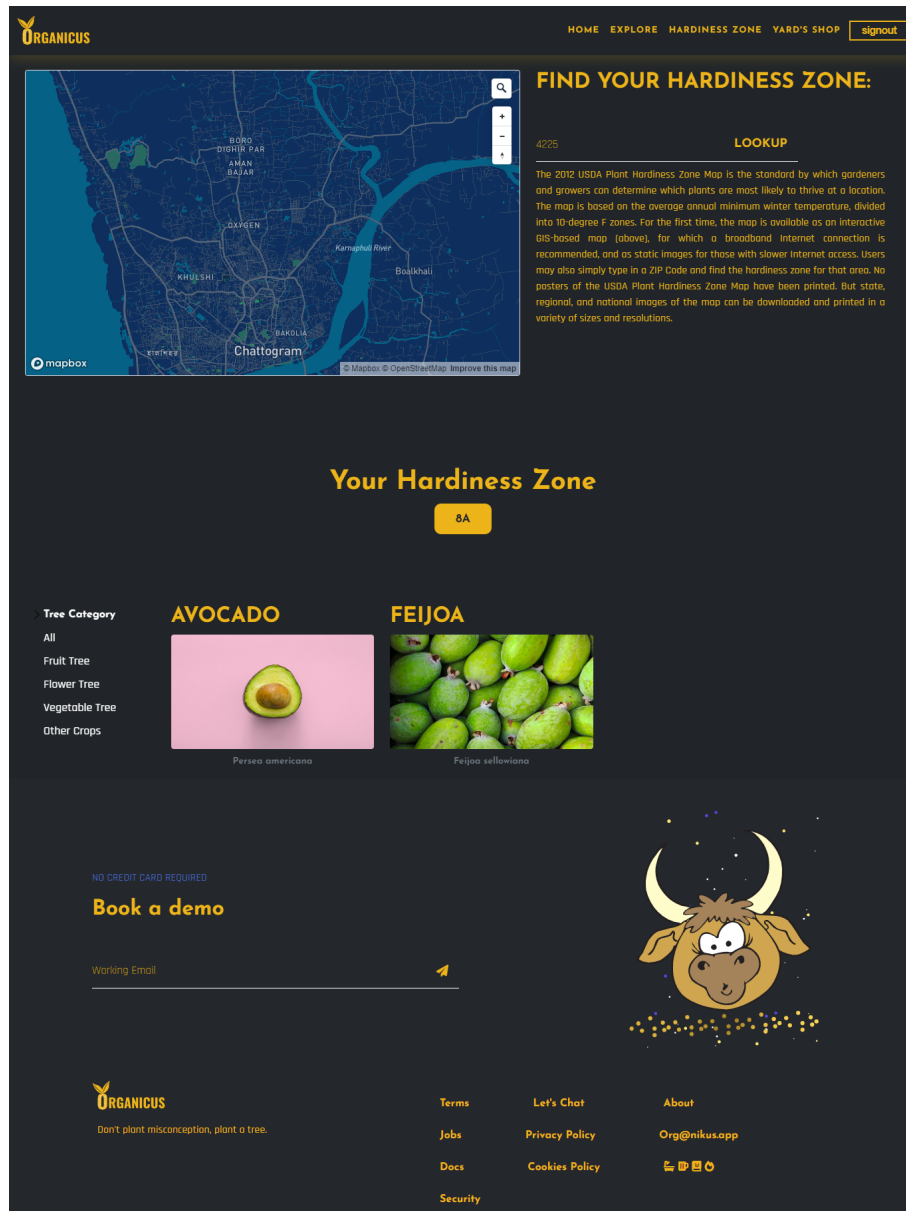 ORGANICUS
HOME EXPLORE HARDINESS ZONE YARD'S SHOP signout
BORO
DIGHIR PAR
AMAN
BAJAR
OXYGEN
Karnaphuli River
KHULSHI
Boalkhali
BAKOLIA
হালিশহর
Chattogram
mapbox
© Mapbox © OpenStreetMap Improve this map
FIND YOUR HARDINESS ZONE:
4225 LOOKUP
The 2012 USDA Plant Hardiness Zone Map is the standard by which gardeners
and growers can determine which plants are most likely to thrive at a location.
The map is based on the average annual minimum winter temperature, divided
into 10-degree F zones. For the first time, the map is available as an interactive
GIS-based map (above), for which a broadband Internet connection is
recommended, and as static images for those with slower Internet access. Users
may also simply type in a ZIP Code and find the hardiness zone for that area. No
posters of the USDA Plant Hardiness Zone Map have been printed. But state,
regional, and national images of the map can be downloaded and printed in a
variety of sizes and resolutions.
Your Hardiness Zone
8A
Tree Category
All
Fruit Tree
Flower Tree
Vegetable Tree
Other Crops
AVOCADO
Persea americana
FEIJOA
Feijoa sellowiana
NO CREDIT CARD REQUIRED
Book a demo
Working Email
ORGANICUS
Don't plant misconception, plant a tree.
Terms Let's Chat About
Jobs Privacy Policy Org@nikus.app
Docs Cookies Policy
Security